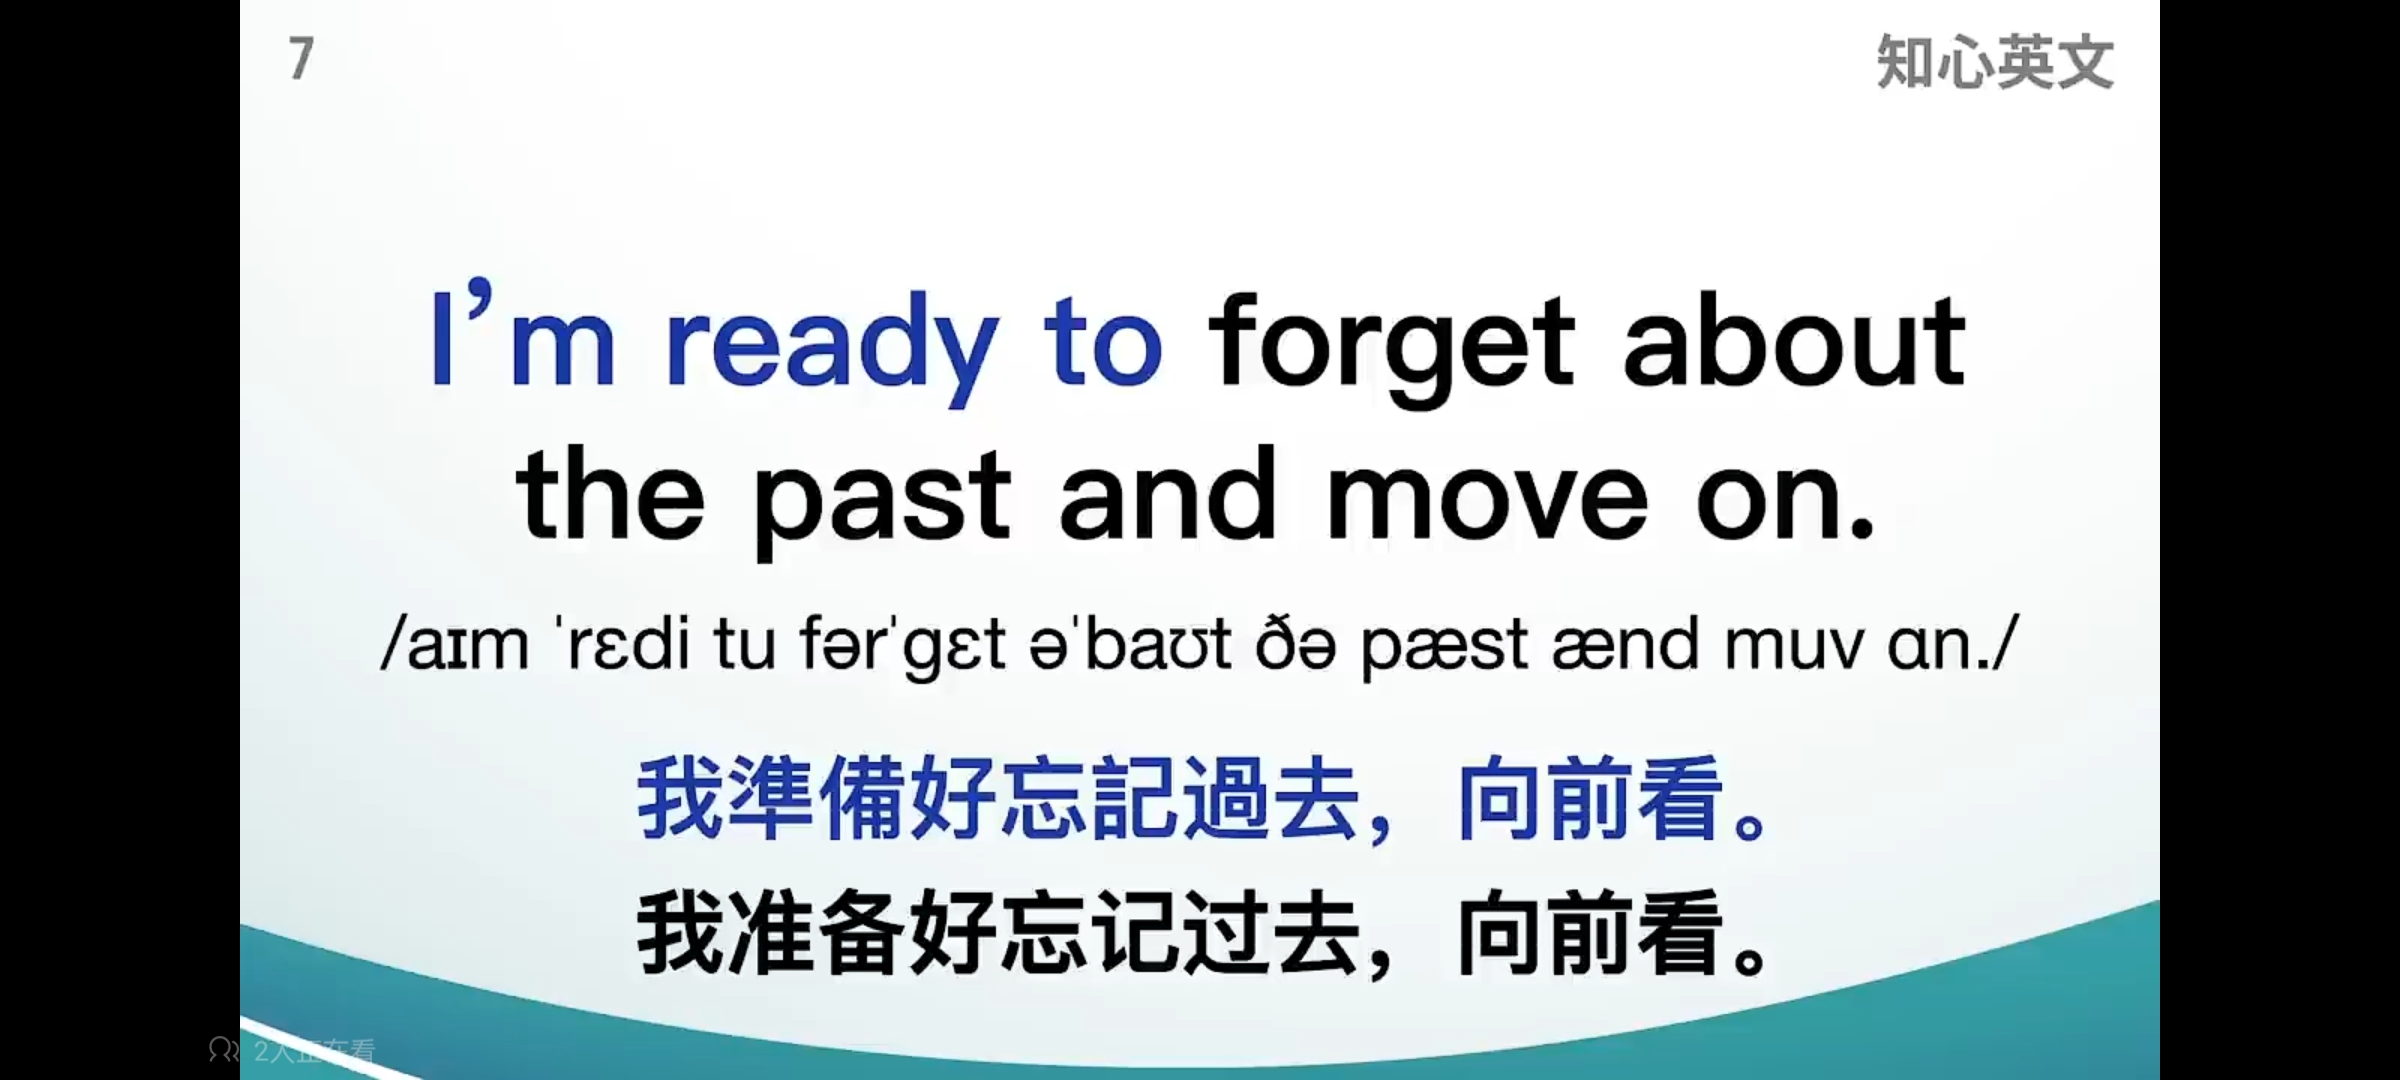 7
知心英文
I’m ready to forget about
the past and move on.
/aɪm ˈrɛdi tu fərˈgɛt əˈbaʊt ðə pæst ænd muv ɑn./
我準備好忘記過去，向前看。
我准备好忘记过去，向前看。
2人正在看